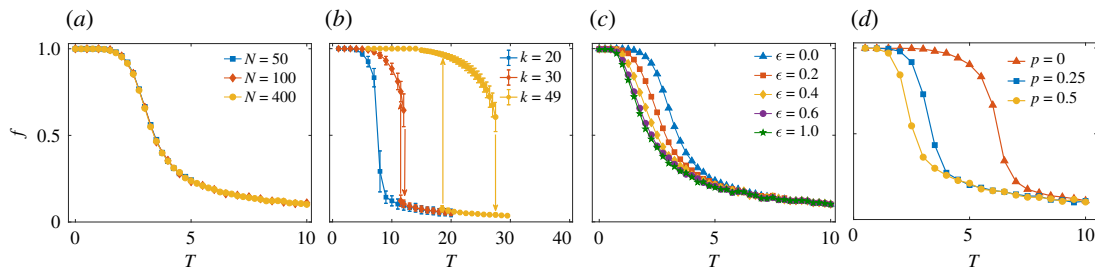 (a) (b) (c) (d)
1.0
0.5
0
f
N = 50
N = 100
N = 400
0 5 10
T
k = 20
k = 30
k = 49
0 10 20 30 40
T
ϵ = 0.0
ϵ = 0.2
ϵ = 0.4
ϵ = 0.6
ϵ = 1.0
0 5 10
T
p = 0
p = 0.25
p = 0.5
0 5 10
T